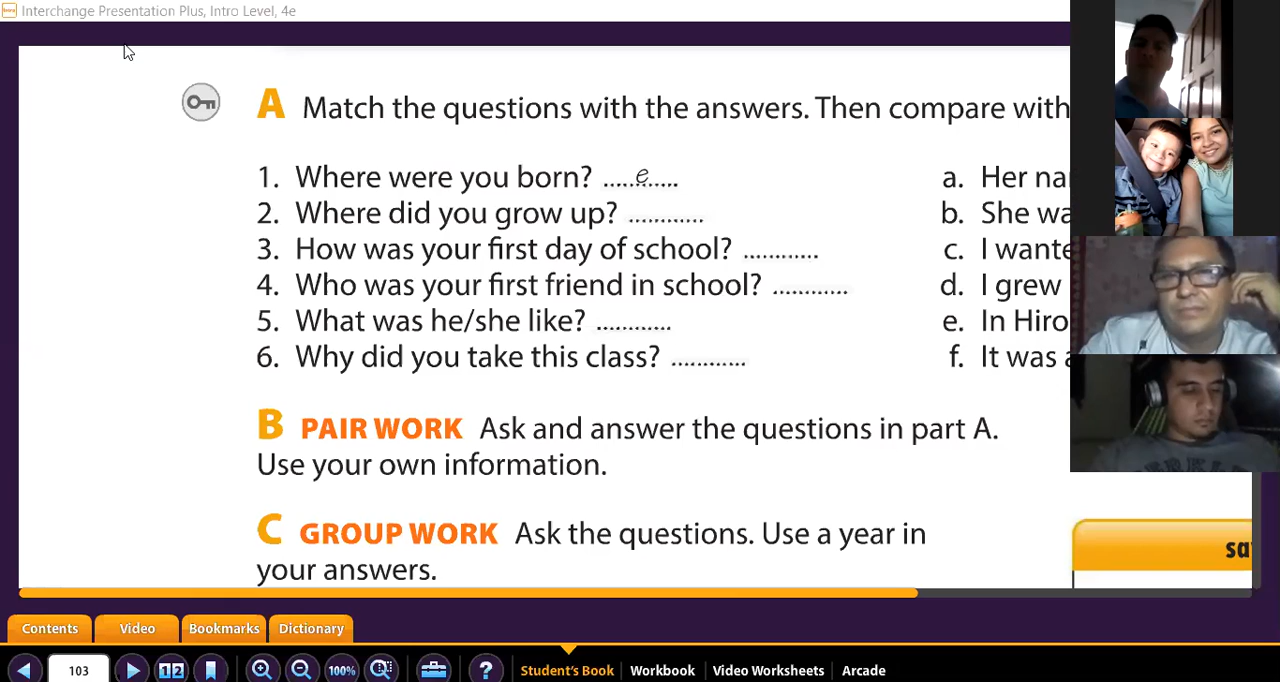 Interchange Presentation Plus, Intro Level, 4e
A Match the questions with the answers. Then compare with
1. Where were you born? .....e.....
2. Where did you grow up? ............
3. How was your first day of school? ............
4. Who was your first friend in school? ............
5. What was he/she like? ............
6. Why did you take this class? ............
a. Her na
b. She wa
c. I wante
d. I grew
e. In Hiro
f. It was a
B PAIR WORK Ask and answer the questions in part A.
Use your own information.
C GROUP WORK Ask the questions. Use a year in
your answers.
sa
Contents Video Bookmarks Dictionary
103 12 100% ? Student's Book Workbook Video Worksheets Arcade